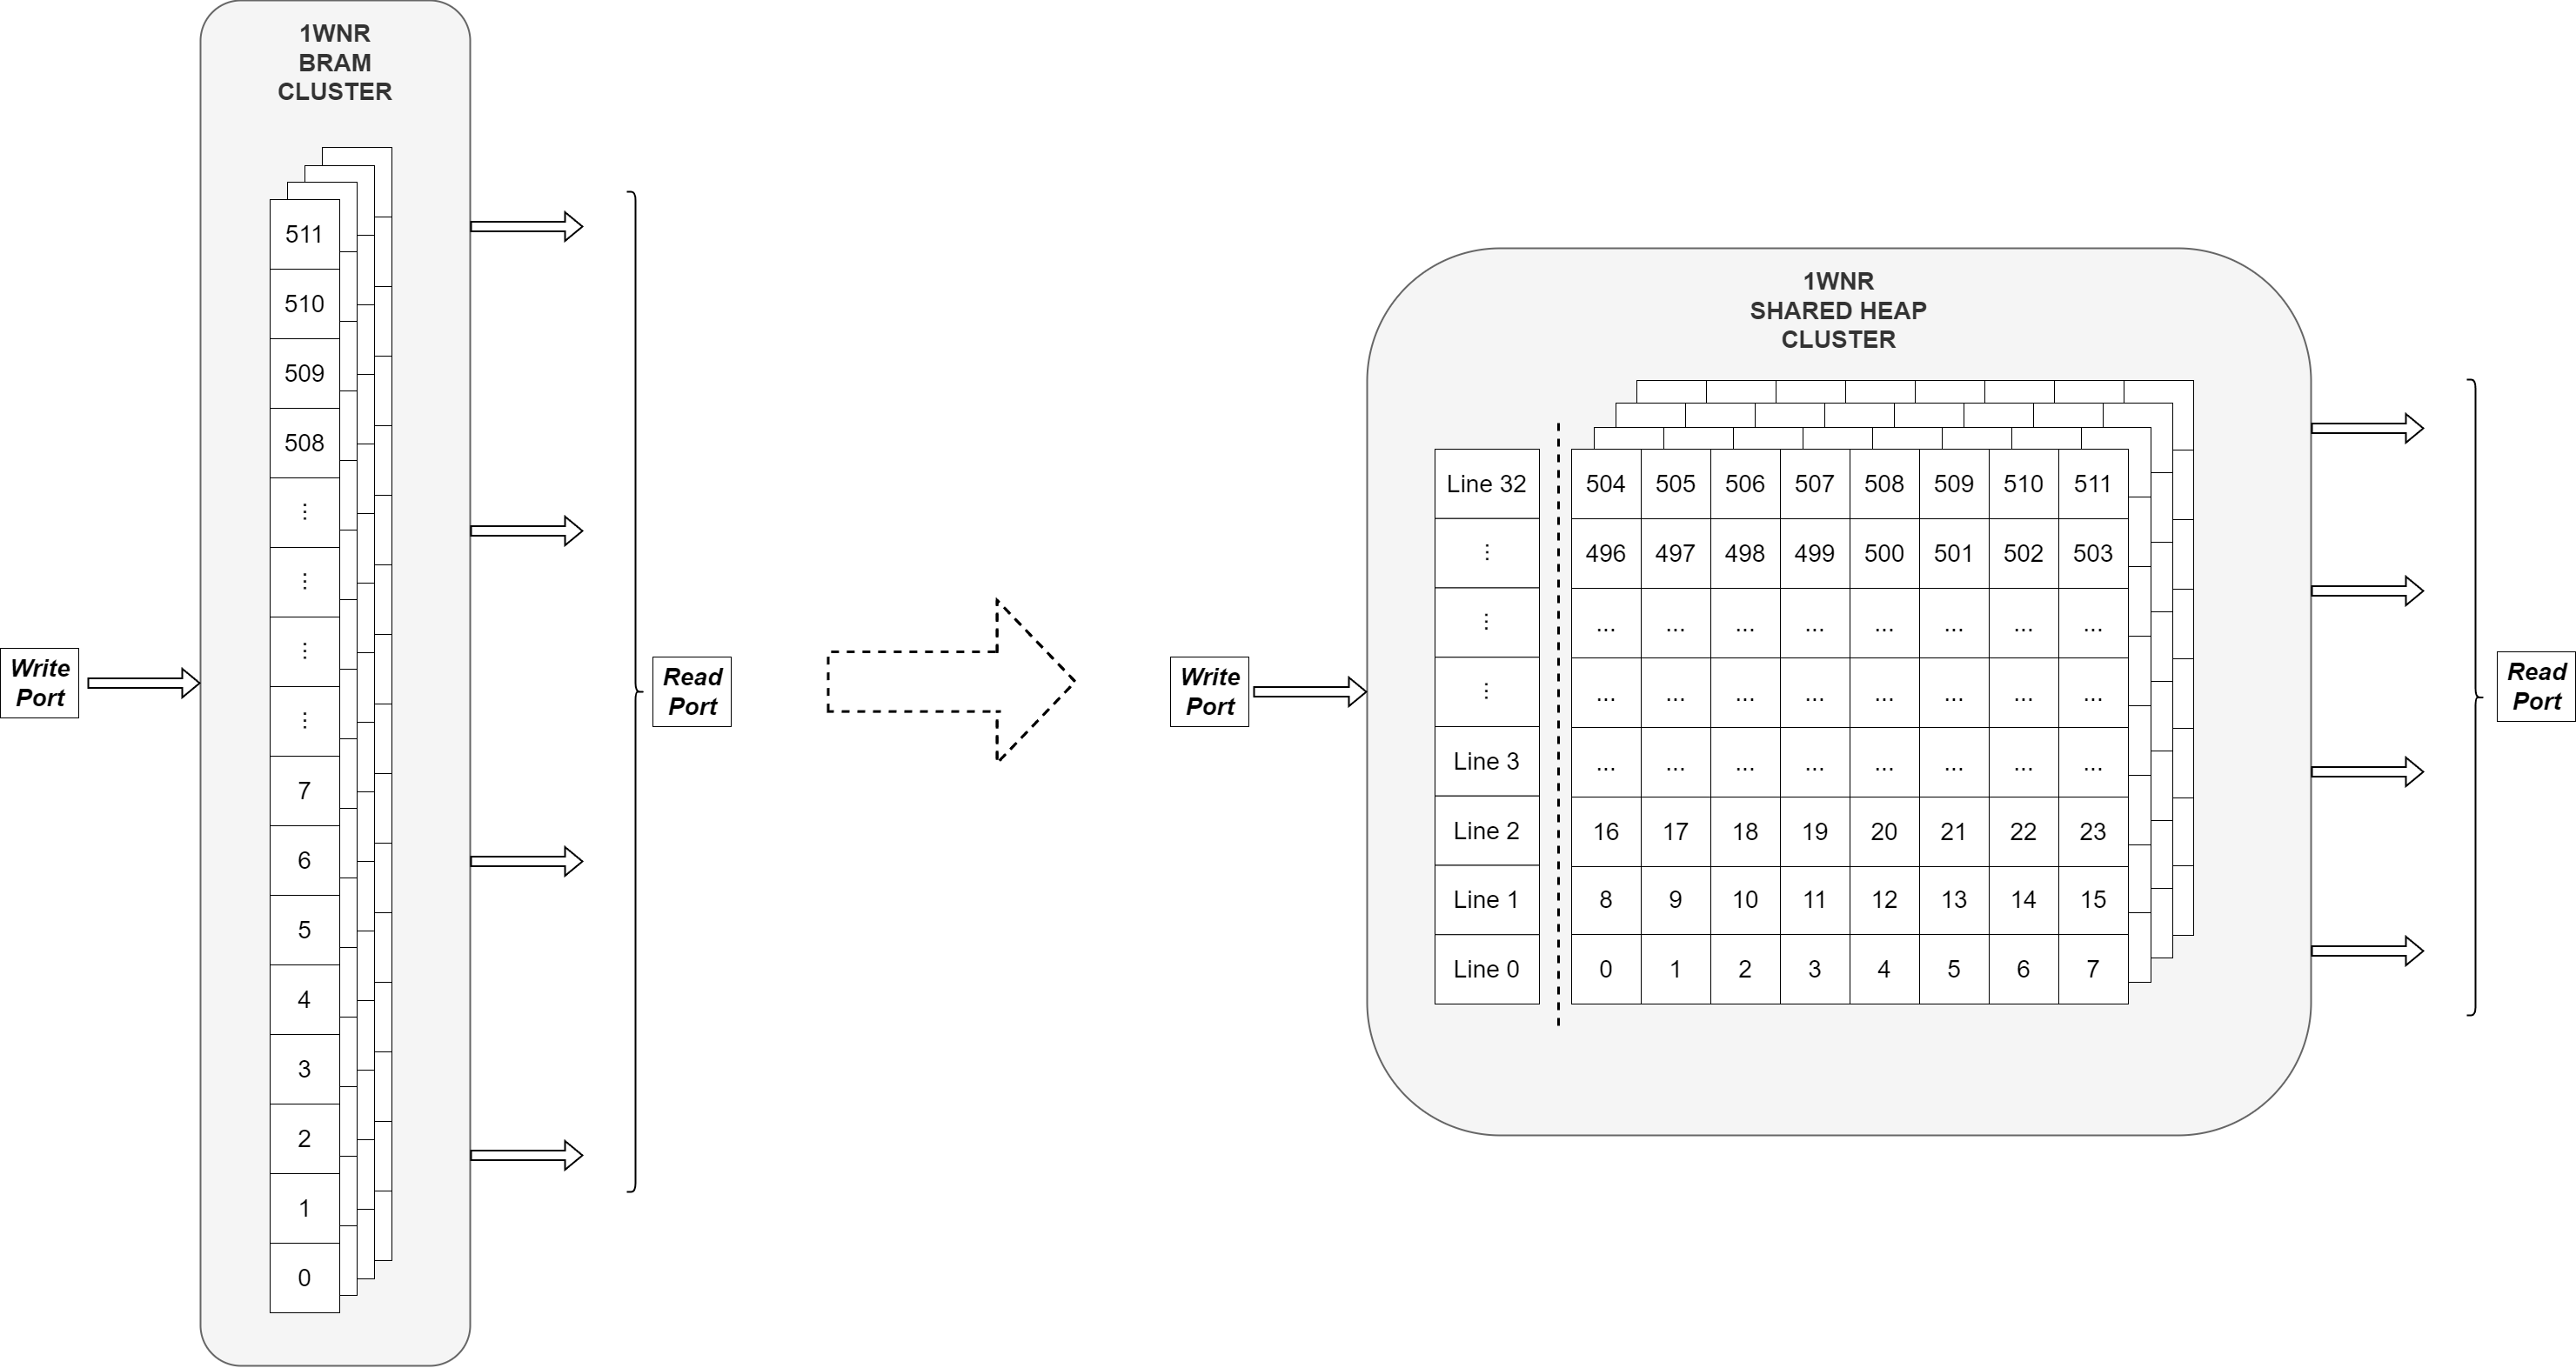 1WNR
BRAM
CLUSTER
511
510
509
508
⋮
⋮
⋮
⋮
7
6
5
4
3
2
1
0
Write
Port
Read
Port
Write
Port
1WNR
SHARED HEAP
CLUSTER
Line 32 504 505 506 507 508 509 510 511
⋮ 496 497 498 499 500 501 502 503
⋮ ... ... ... ... ... ... ... ...
⋮ ... ... ... ... ... ... ... ...
Line 3 ... ... ... ... ... ... ... ...
Line 2 16 17 18 19 20 21 22 23
Line 1 8 9 10 11 12 13 14 15
Line 0 0 1 2 3 4 5 6 7
Read
Port